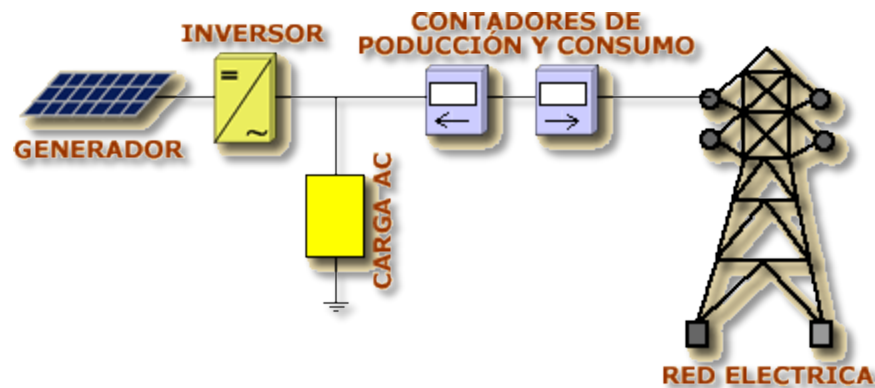 INVERSOR
CONTADORES DE
PODUCCIÓN Y CONSUMO
GENERADOR
CARGA AC
RED ELECTRICA